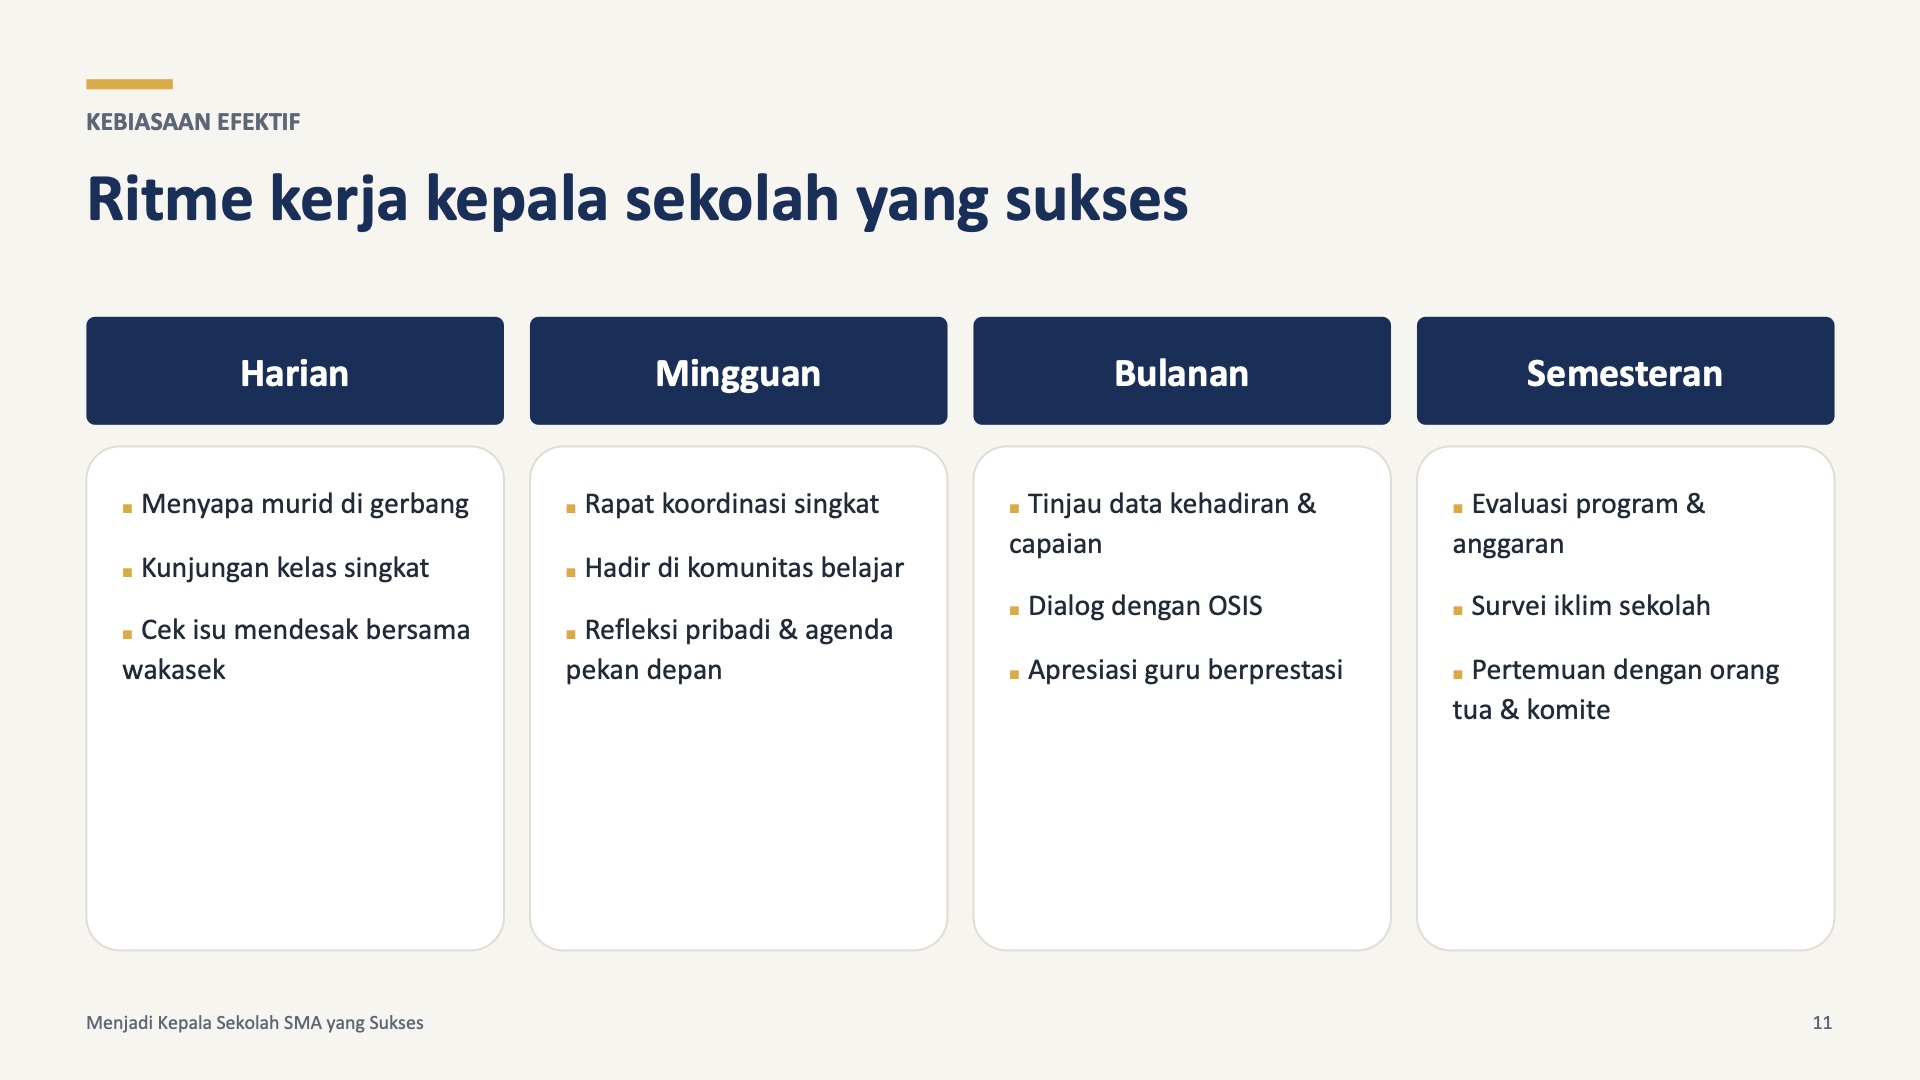 KEBIASAAN EFEKTIF
Ritme kerja kepala sekolah yang sukses
Harian
▪ Menyapa murid di gerbang
▪ Kunjungan kelas singkat
▪ Cek isu mendesak bersama
wakasek
Mingguan
▪ Rapat koordinasi singkat
▪ Hadir di komunitas belajar
▪ Refleksi pribadi & agenda
pekan depan
Bulanan
▪ Tinjau data kehadiran &
capaian
▪ Dialog dengan OSIS
▪ Apresiasi guru berprestasi
Semesteran
▪ Evaluasi program &
anggaran
▪ Survei iklim sekolah
▪ Pertemuan dengan orang
tua & komite
Menjadi Kepala Sekolah SMA yang Sukses
11